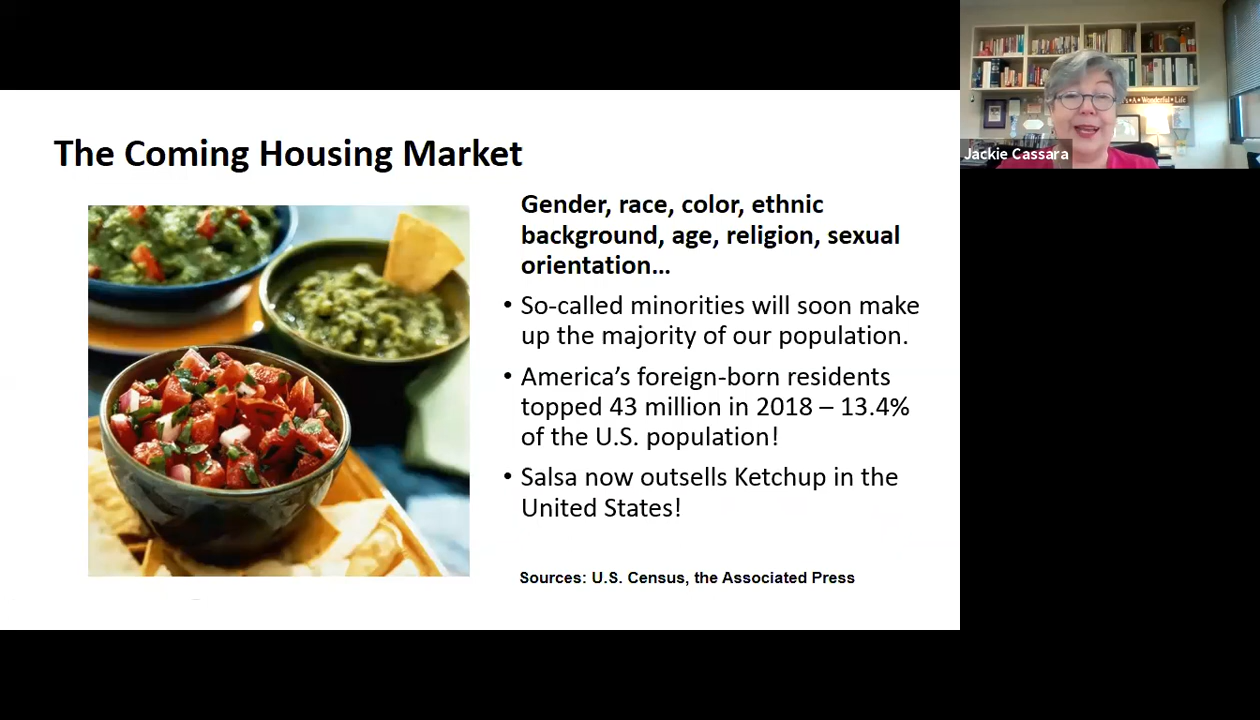 The Coming Housing Market
Gender, race, color, ethnic
background, age, religion, sexual
orientation…
• So-called minorities will soon make
up the majority of our population.
• America’s foreign-born residents
topped 43 million in 2018 – 13.4%
of the U.S. population!
• Salsa now outsells Ketchup in the
United States!
Sources: U.S. Census, the Associated Press
A Wonderful Life
Jackie Cassara